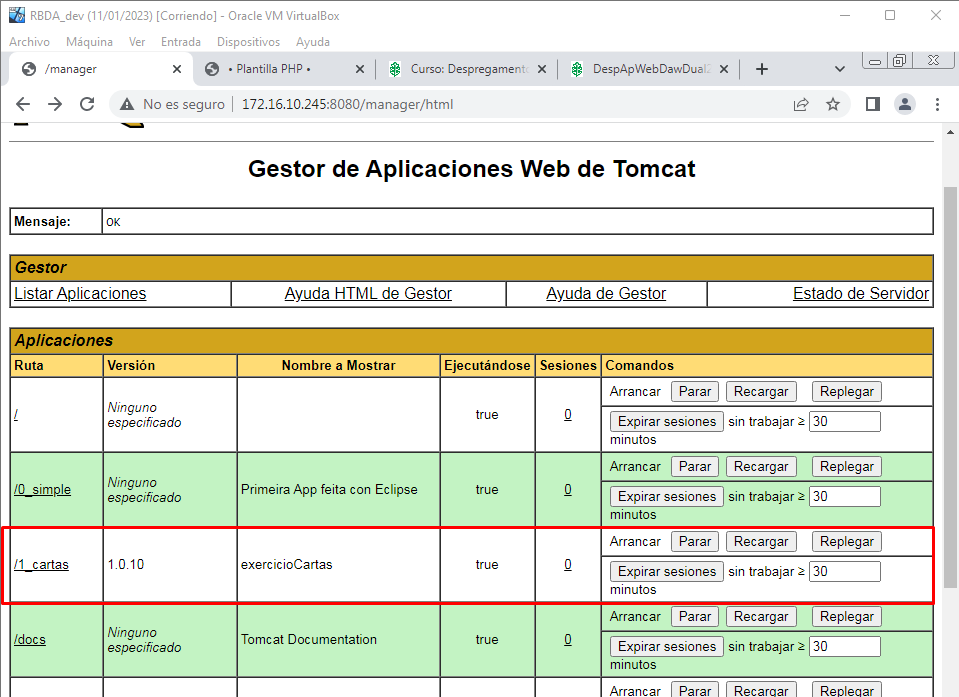 RBDA_dev (11/01/2023) [Corriendo] - Oracle VM VirtualBox
Archivo Máquina Ver Entrada Dispositivos Ayuda
/manager • Plantilla PHP • Curso: Despregamento DespApWebDawDual2
No es seguro 172.16.10.245:8080/manager/html
Gestor de Aplicaciones Web de Tomcat
Mensaje: OK
Gestor
Listar Aplicaciones Ayuda HTML de Gestor Ayuda de Gestor Estado de Servidor
Aplicaciones
Ruta Versión Nombre a Mostrar Ejecutándose Sesiones Comandos
/ Ninguno especificado true 0 Arrancar Parar Recargar Replegar
Expirar sesiones sin trabajar ≥ 30
minutos
/0_simple Ninguno especificado Primeira App feita con Eclipse true 0 Arrancar Parar Recargar Replegar
Expirar sesiones sin trabajar ≥ 30
minutos
/1_cartas 1.0.10 exercicioCartas true 0 Arrancar Parar Recargar Replegar
Expirar sesiones sin trabajar ≥ 30
minutos
/docs Ninguno especificado Tomcat Documentation true 0 Arrancar Parar Recargar Replegar
Expirar sesiones sin trabajar ≥ 30
minutos
Arrancar Parar Recargar Replegar